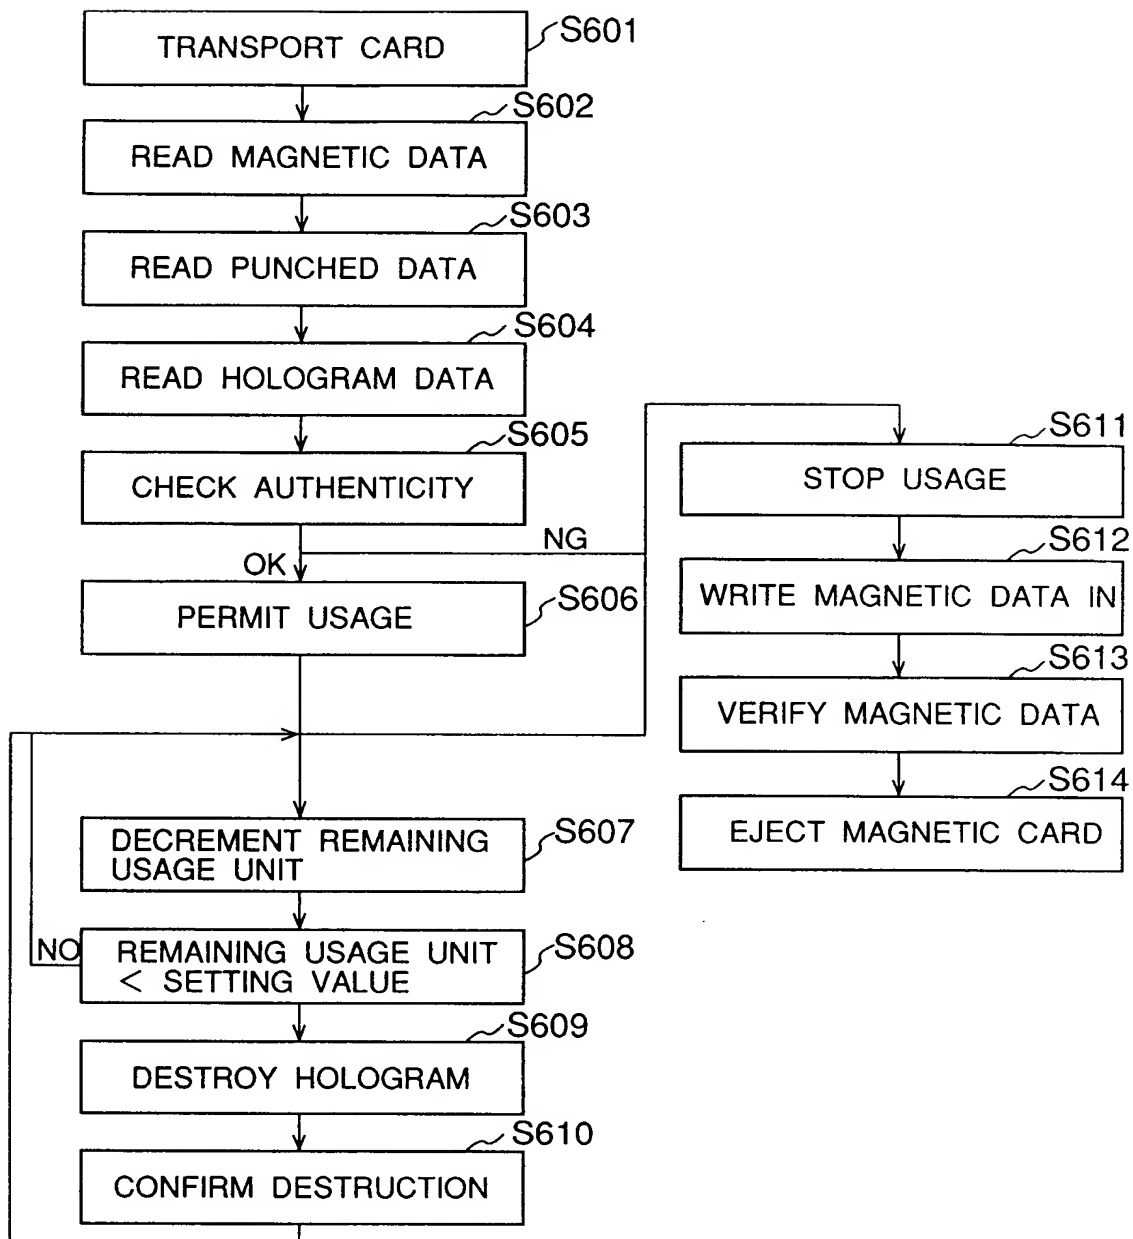 TRANSPORT CARD
S601
READ MAGNETIC DATA
S602
READ PUNCHED DATA
S603
READ HOLOGRAM DATA
S604
CHECK AUTHENTICITY
S605
OK
NG
PERMIT USAGE
S606
DECREMENT REMAINING
USAGE UNIT
S607
NO
REMAINING USAGE UNIT
< SETTING VALUE
S608
DESTROY HOLOGRAM
S609
CONFIRM DESTRUCTION
S610
STOP USAGE
S611
WRITE MAGNETIC DATA IN
S612
VERIFY MAGNETIC DATA
S613
EJECT MAGNETIC CARD
S614